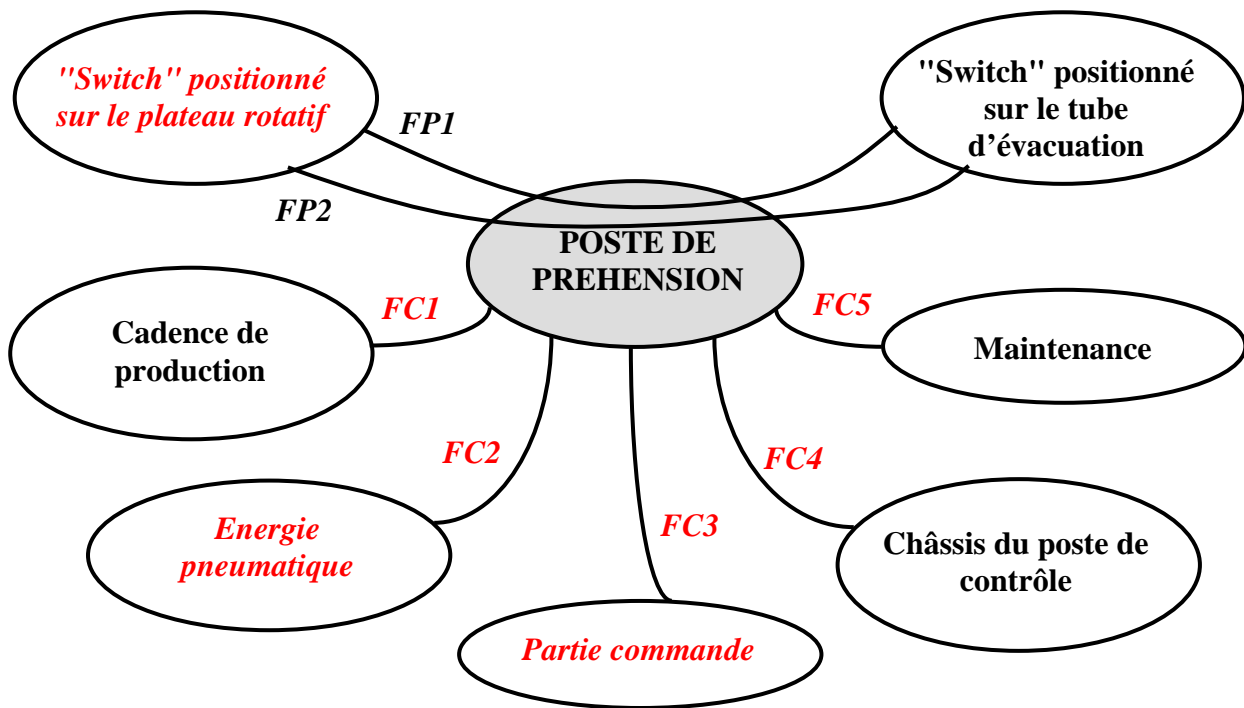 "Switch" positionné
sur le plateau rotatif
"Switch" positionné
sur le tube
d’évacuation
FP1
FP2
POSTE DE
PREHENSION
FC1
FC5
Cadence de
production
Maintenance
FC2
FC4
FC3
Energie
pneumatique
Châssis du poste de
contrôle
Partie commande